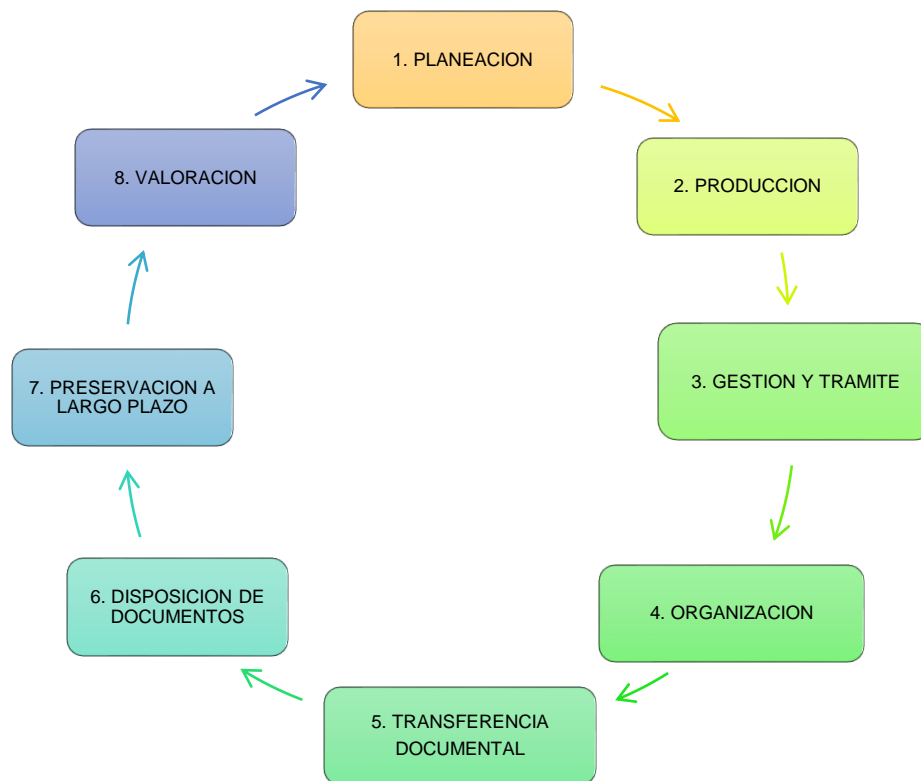 1. PLANEACION
2. PRODUCCION
3. GESTION Y TRAMITE
4. ORGANIZACION
5. TRANSFERENCIA
DOCUMENTAL
6. DISPOSICION DE
DOCUMENTOS
7. PRESERVACION A
LARGO PLAZO
8. VALORACION